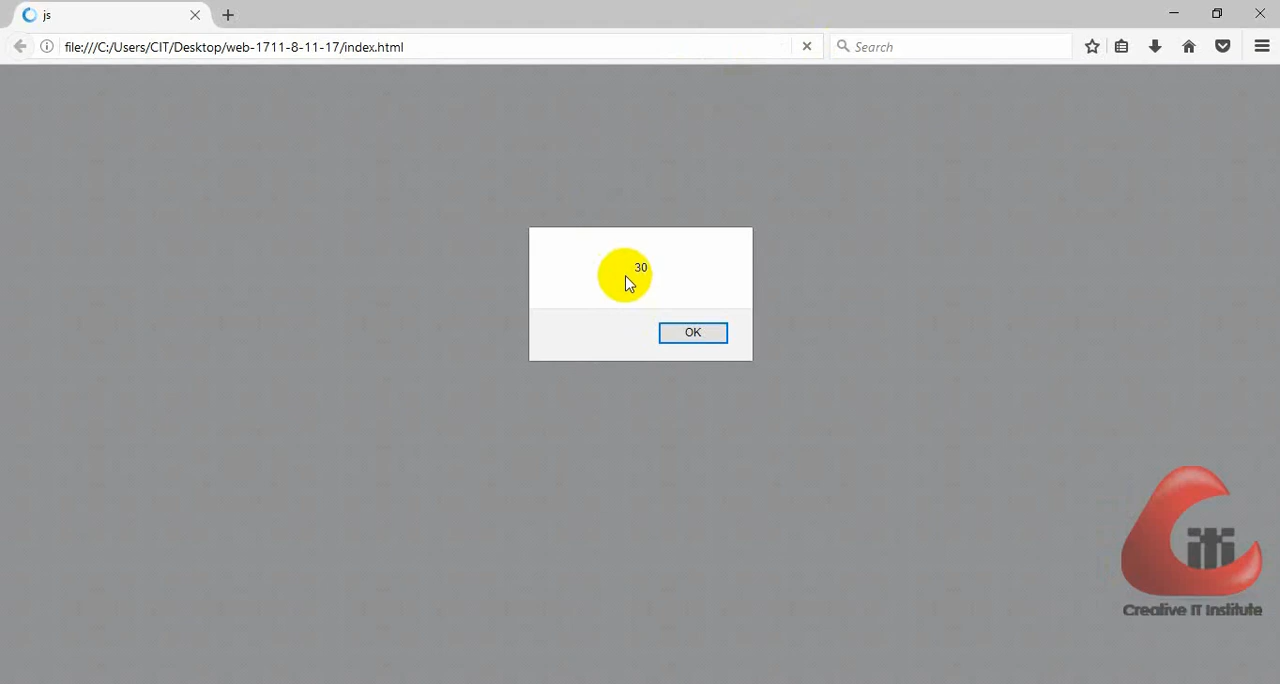 js
file:///C:/Users/CIT/Desktop/web-1711-8-11-17/index.html
Search
30
OK
Creative IT Institute